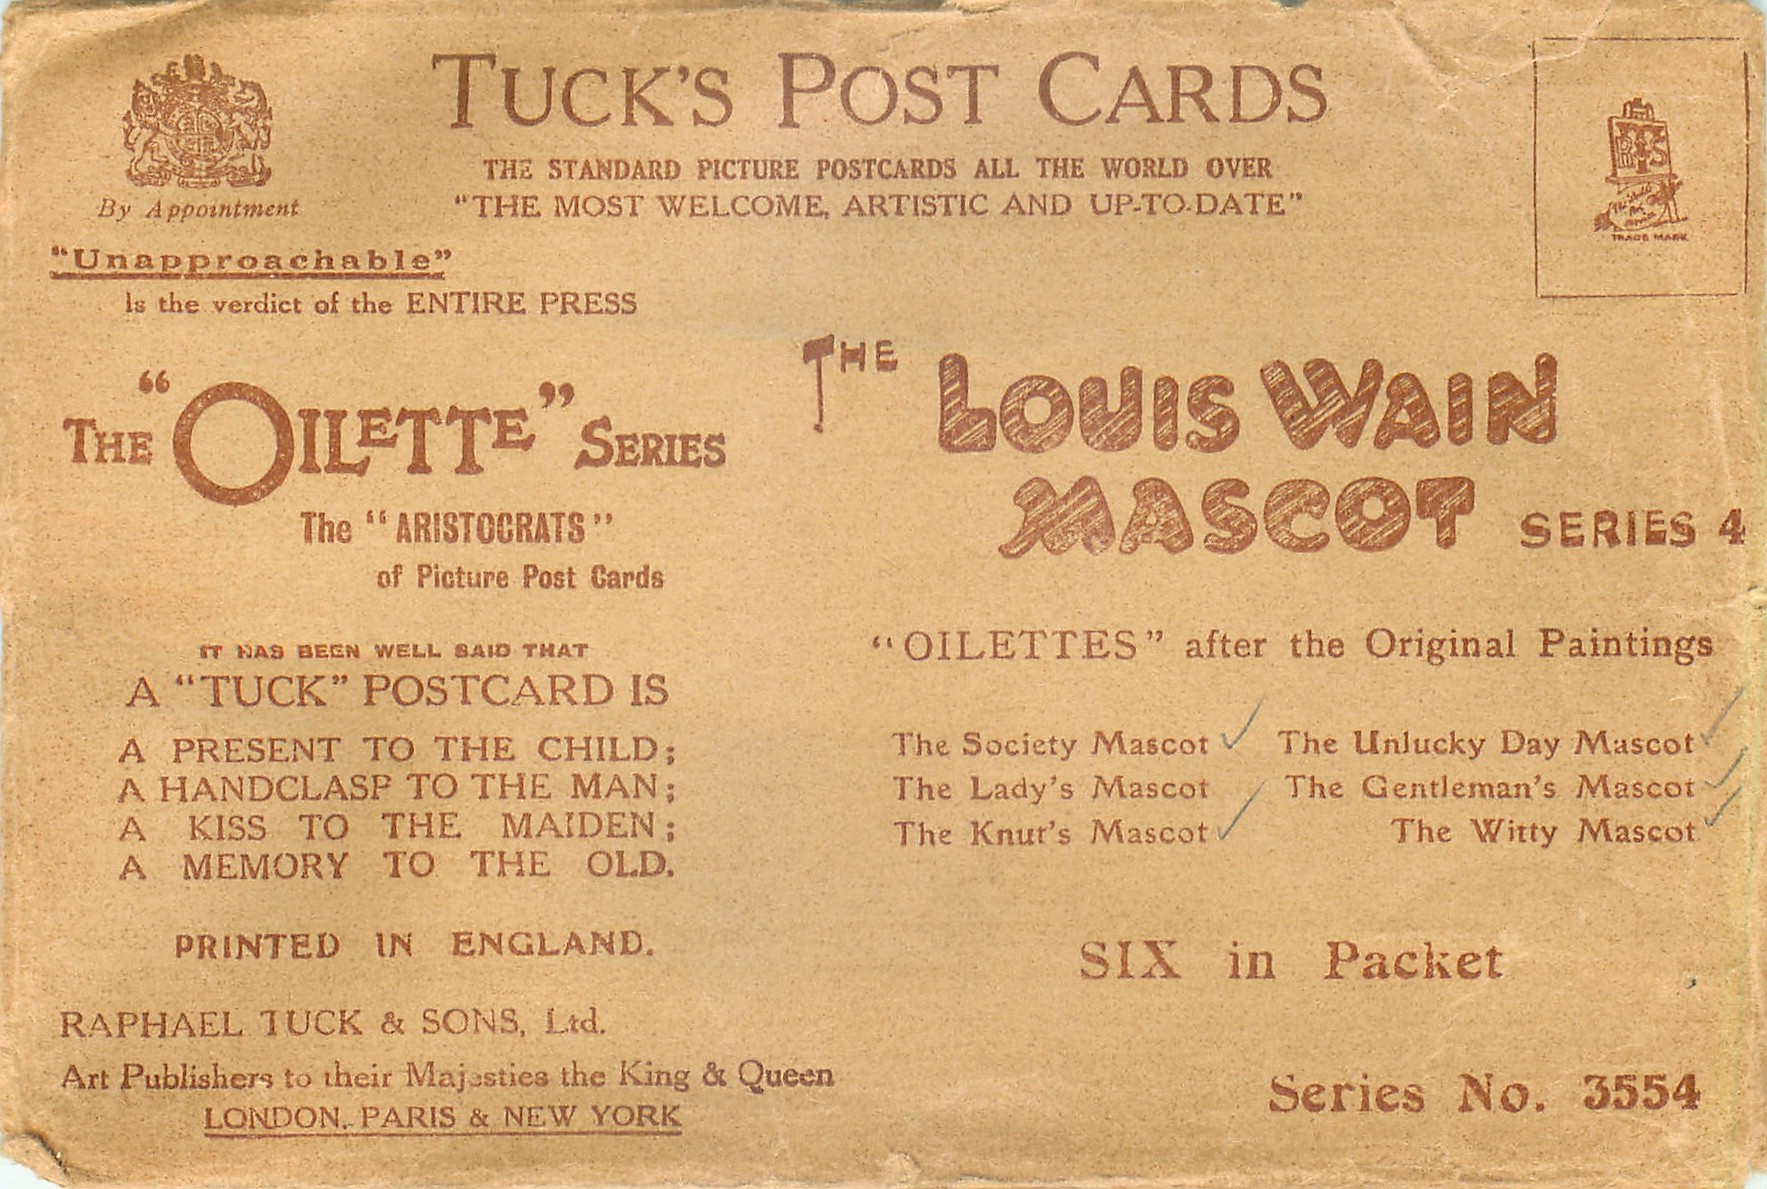 TUCK'S POST CARDS
THE STANDARD PICTURE POSTCARDS ALL THE WORLD OVER
"THE MOST WELCOME, ARTISTIC AND UP-TO-DATE"
By Appointment
R T S
TRADE MARK
"Unapproachable"
Is the verdict of the ENTIRE PRESS
THE "OILETTE" SERIES
The "ARISTOCRATS"
of Picture Post Cards
IT HAS BEEN WELL SAID THAT
A "TUCK" POSTCARD IS
A PRESENT TO THE CHILD;
A HANDCLASP TO THE MAN;
A KISS TO THE MAIDEN;
A MEMORY TO THE OLD.
PRINTED IN ENGLAND.
RAPHAEL TUCK & SONS, Ltd.
Art Publishers to their Majesties the King & Queen
LONDON, PARIS & NEW YORK
THE LOUIS WAIN
MASCOT SERIES 4
"OILETTES" after the Original Paintings
The Society Mascot The Unlucky Day Mascot
The Lady's Mascot The Gentleman's Mascot
The Knut's Mascot The Witty Mascot
SIX in Packet
Series No. 3554